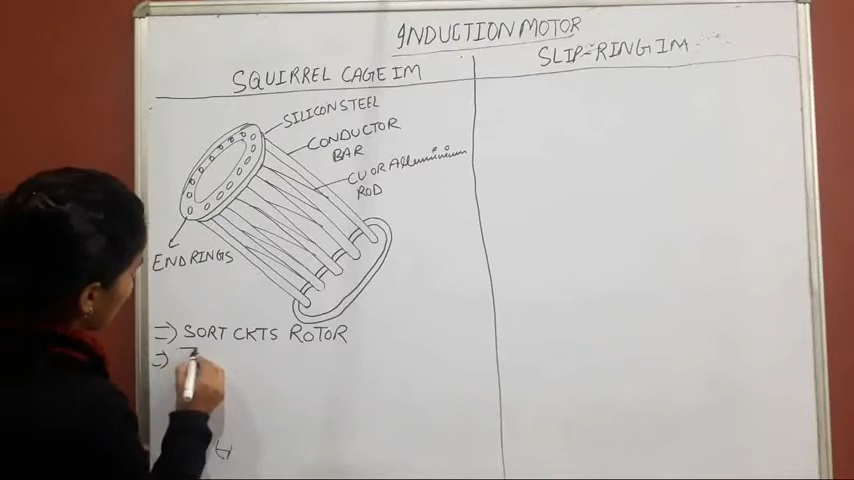 INDUCTION MOTOR
SQUIRREL CAGE IM
SLIP-RING IM
SILICON STEEL
CONDUCTOR
BAR
CU OR Alluminium
ROD
END RINGS
⇒ SORT CKTS ROTOR
⇒